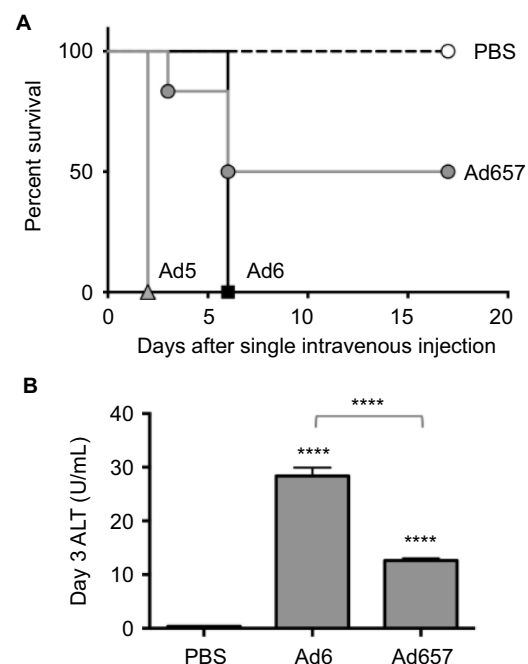 A
Percent survival
100
50
0
PBS
Ad657
Ad5
Ad6
0
5
10
15
20
Days after single intravenous injection
B
Day 3 ALT (U/mL)
40
30
20
10
0
****
****
****
PBS
Ad6
Ad657